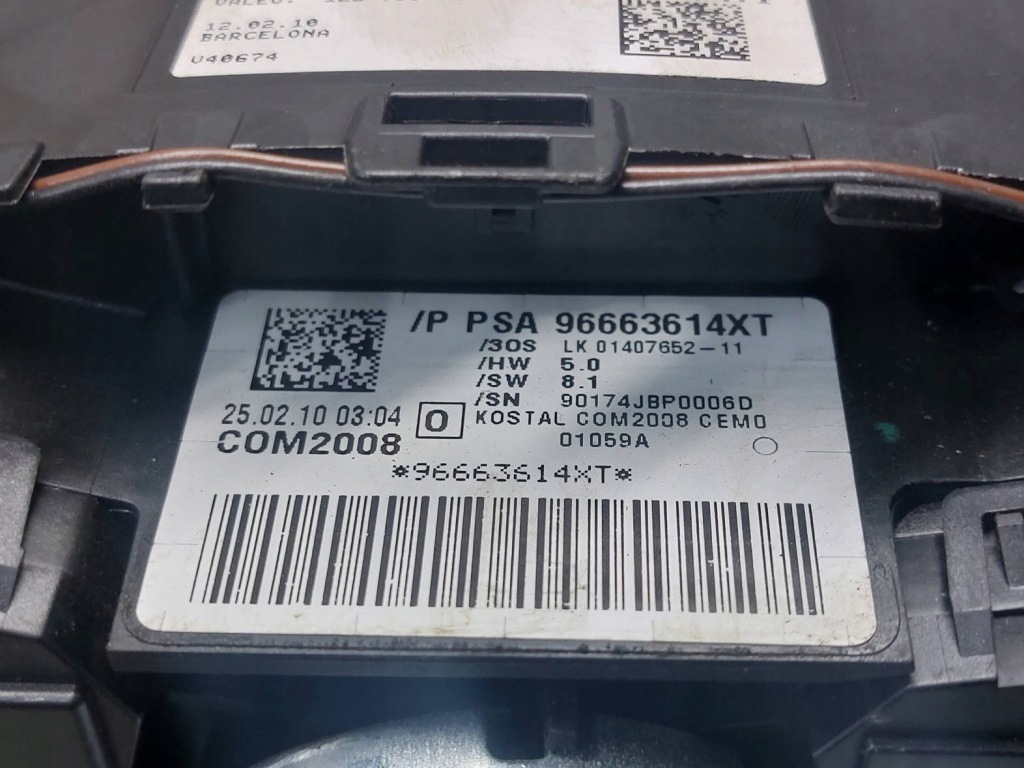 12.02.10
BARCELONA
U40674
/P PSA 96663614XT
/3OS LK 01407652-11
/HW 5.0
/SW 8.1
/SN 90174JBP0006D
25.02.10 03:04 O KOSTAL COM2008 CEM0
COM2008 01059A
*96663614XT*